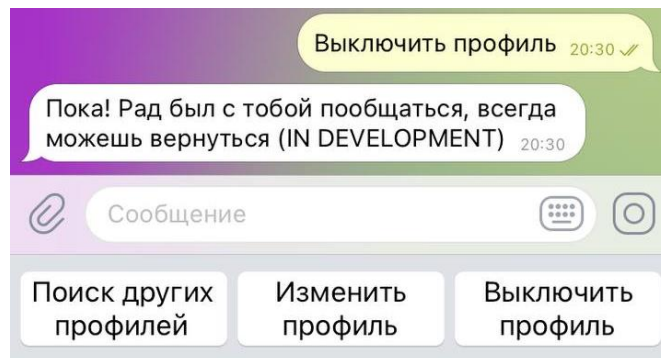 Выключить профиль 20:30
Пока! Рад был с тобой пообщаться, всегда
можешь вернуться (IN DEVELOPMENT) 20:30
Сообщение
Поиск других профилей
Изменить профиль
Выключить профиль